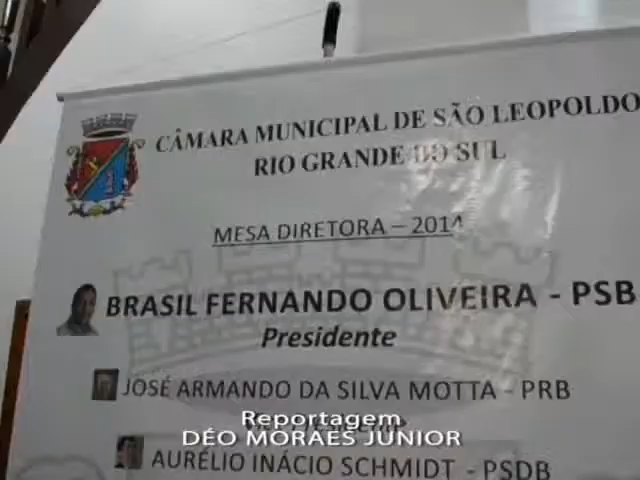 CÂMARA MUNICIPAL DE SÃO LEOPOLDO
RIO GRANDE DO SUL
MESA DIRETORA – 2014
BRASIL FERNANDO OLIVEIRA - PSB
Presidente
JOSÉ ARMANDO DA SILVA MOTTA - PRB
Reportagem
DÉO MORAES JÚNIOR
AURÉLIO INÁCIO SCHMIDT - PSDB